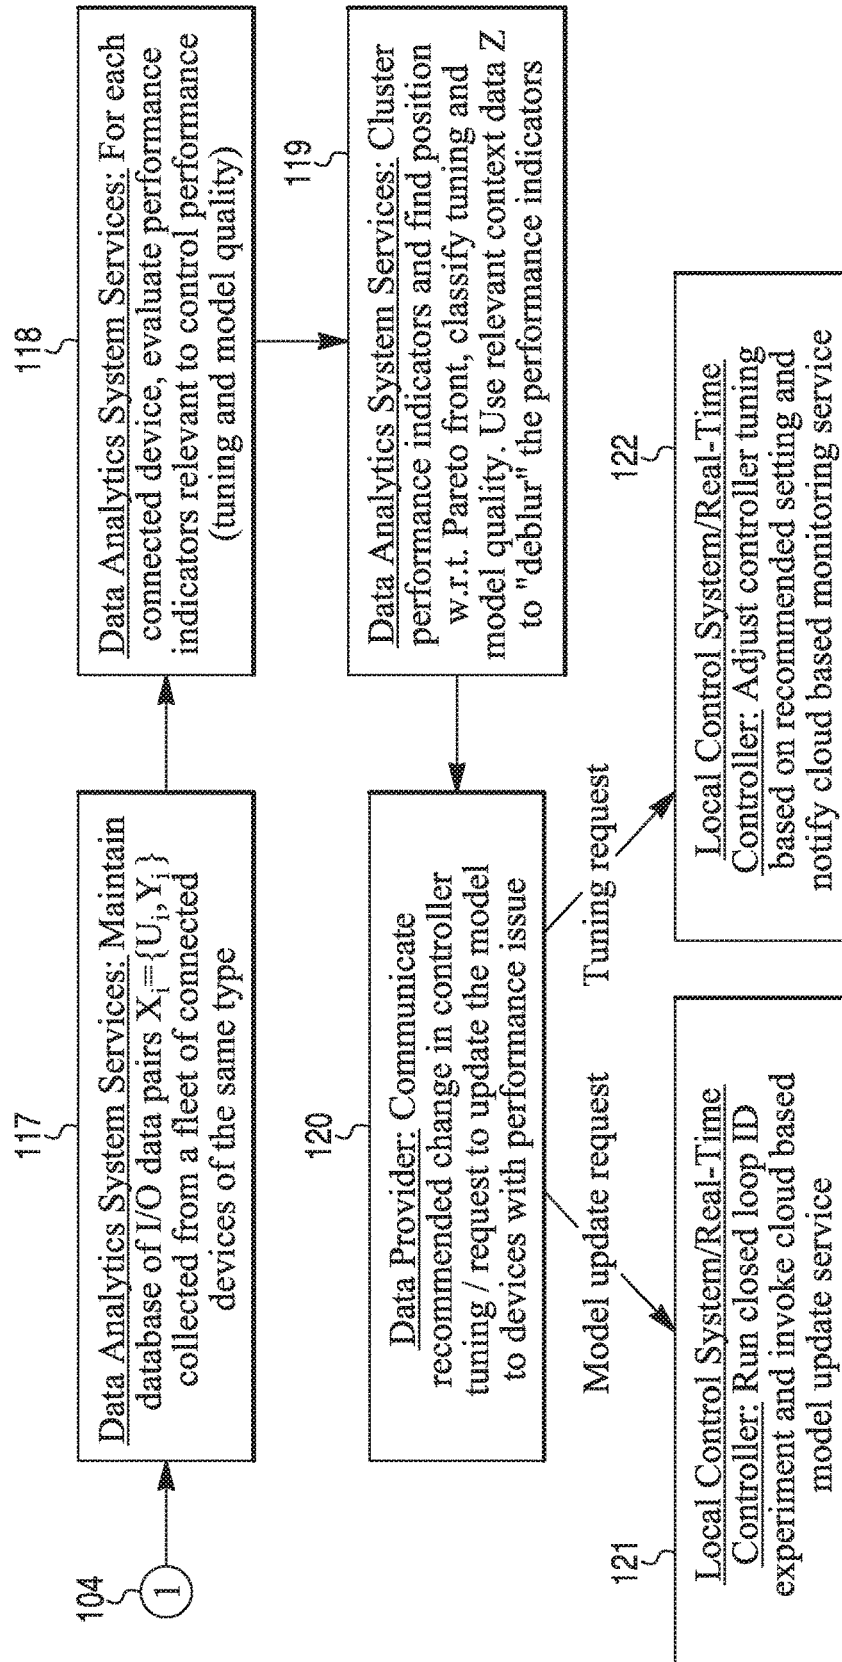 104
1
117
Data Analytics System Services: Maintain
database of I/O data pairs Xi={Ui,Yi}
collected from a fleet of connected
devices of the same type
118
Data Analytics System Services: For each
connected device, evaluate performance
indicators relevant to control performance
(tuning and model quality)
119
Data Analytics System Services: Cluster
performance indicators and find position
w.r.t. Pareto front, classify tuning and
model quality. Use relevant context data Z
to "deblur" the performance indicators
120
Data Provider: Communicate
recommended change in controller
tuning / request to update the model
to devices with performance issue
Model update request
Tuning request
121
Local Control System/Real-Time
Controller: Run closed loop ID
experiment and invoke cloud based
model update service
122
Local Control System/Real-Time
Controller: Adjust controller tuning
based on recommended setting and
notify cloud based monitoring service